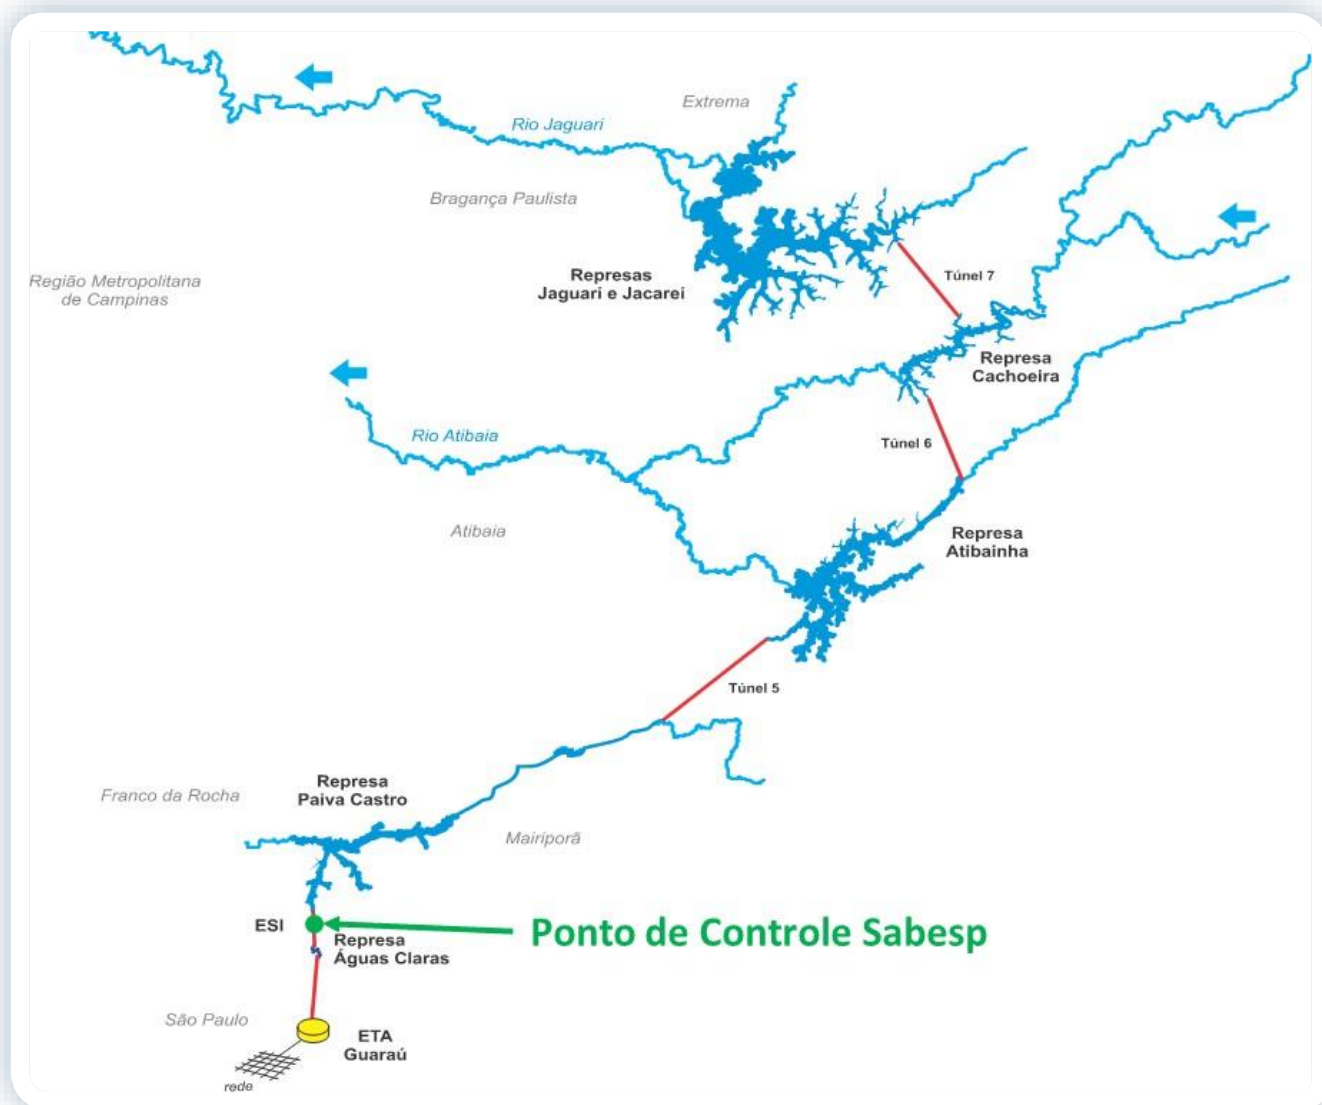 Extrema
Rio Jaguari
Bragança Paulista
Região Metropolitana
de Campinas
Represas
Jaguari e Jacarei
Túnel 7
Represa
Cachoeira
Rio Atibaia
Túnel 6
Atibaia
Represa
Atibainha
Túnel 5
Represa
Paiva Castro
Franco da Rocha
Mairiporã
ESI
Ponto de Controle Sabesp
Represa
Águas Claras
São Paulo
ETA
Guaraú
rede